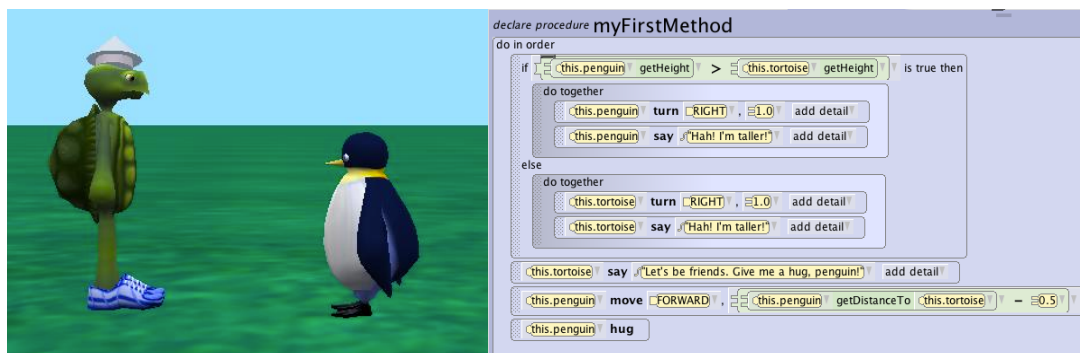 declare procedure myFirstMethod
do in order
if this.penguin getHeight > this.tortoise getHeight is true then
do together
this.penguin turn RIGHT , 1.0 add detail
this.penguin say "Hah! I'm taller!" add detail
else
do together
this.tortoise turn RIGHT , 1.0 add detail
this.tortoise say "Hah! I'm taller!" add detail
this.tortoise say "Let's be friends. Give me a hug, penguin!" add detail
this.penguin move FORWARD , this.penguin getDistanceTo this.tortoise - 0.5
this.penguin hug